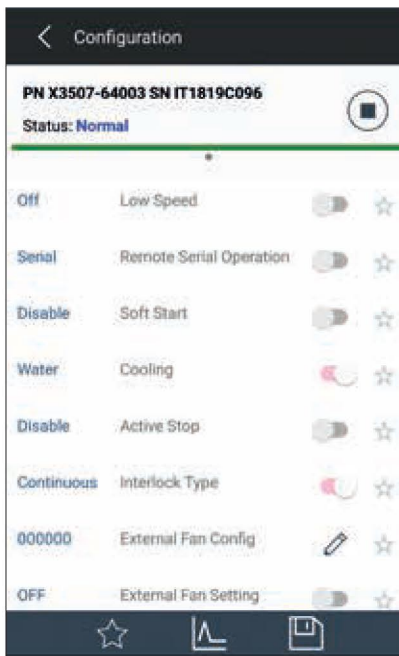 Configuration
PN X3507-64003 SN IT1819C096
Status: Normal
Off Low Speed
Serial Remote Serial Operation
Disable Soft Start
Water Cooling
Disable Active Stop
Continuous Interlock Type
000000 External Fan Config
OFF External Fan Setting